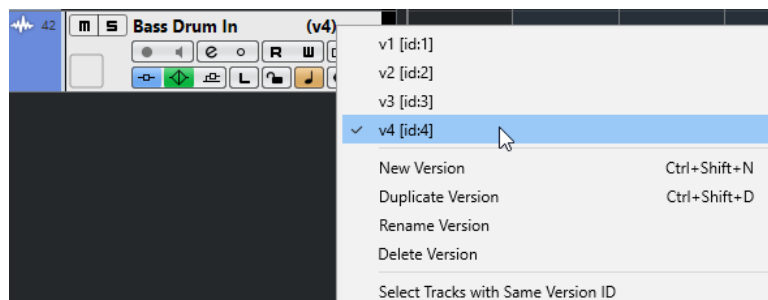 42 m S Bass Drum In (v4)
e R W
L
v1 [id:1]
v2 [id:2]
v3 [id:3]
v4 [id:4]
New Version Ctrl+Shift+N
Duplicate Version Ctrl+Shift+D
Rename Version
Delete Version
Select Tracks with Same Version ID